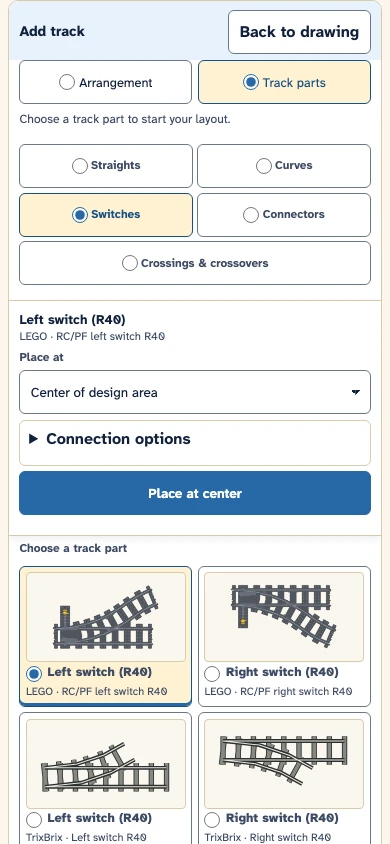 Add track
Back to drawing
Arrangement
Track parts
Choose a track part to start your layout.
Straights
Curves
Switches
Connectors
Crossings & crossovers
Left switch (R40)
LEGO · RC/PF left switch R40
Place at
Center of design area
Connection options
Place at center
Choose a track part
Left switch (R40)
LEGO · RC/PF left switch R40
Right switch (R40)
LEGO · RC/PF right switch R40
Left switch (R40)
TrixBrix · Left switch R40
Right switch (R40)
TrixBrix · Right switch R40